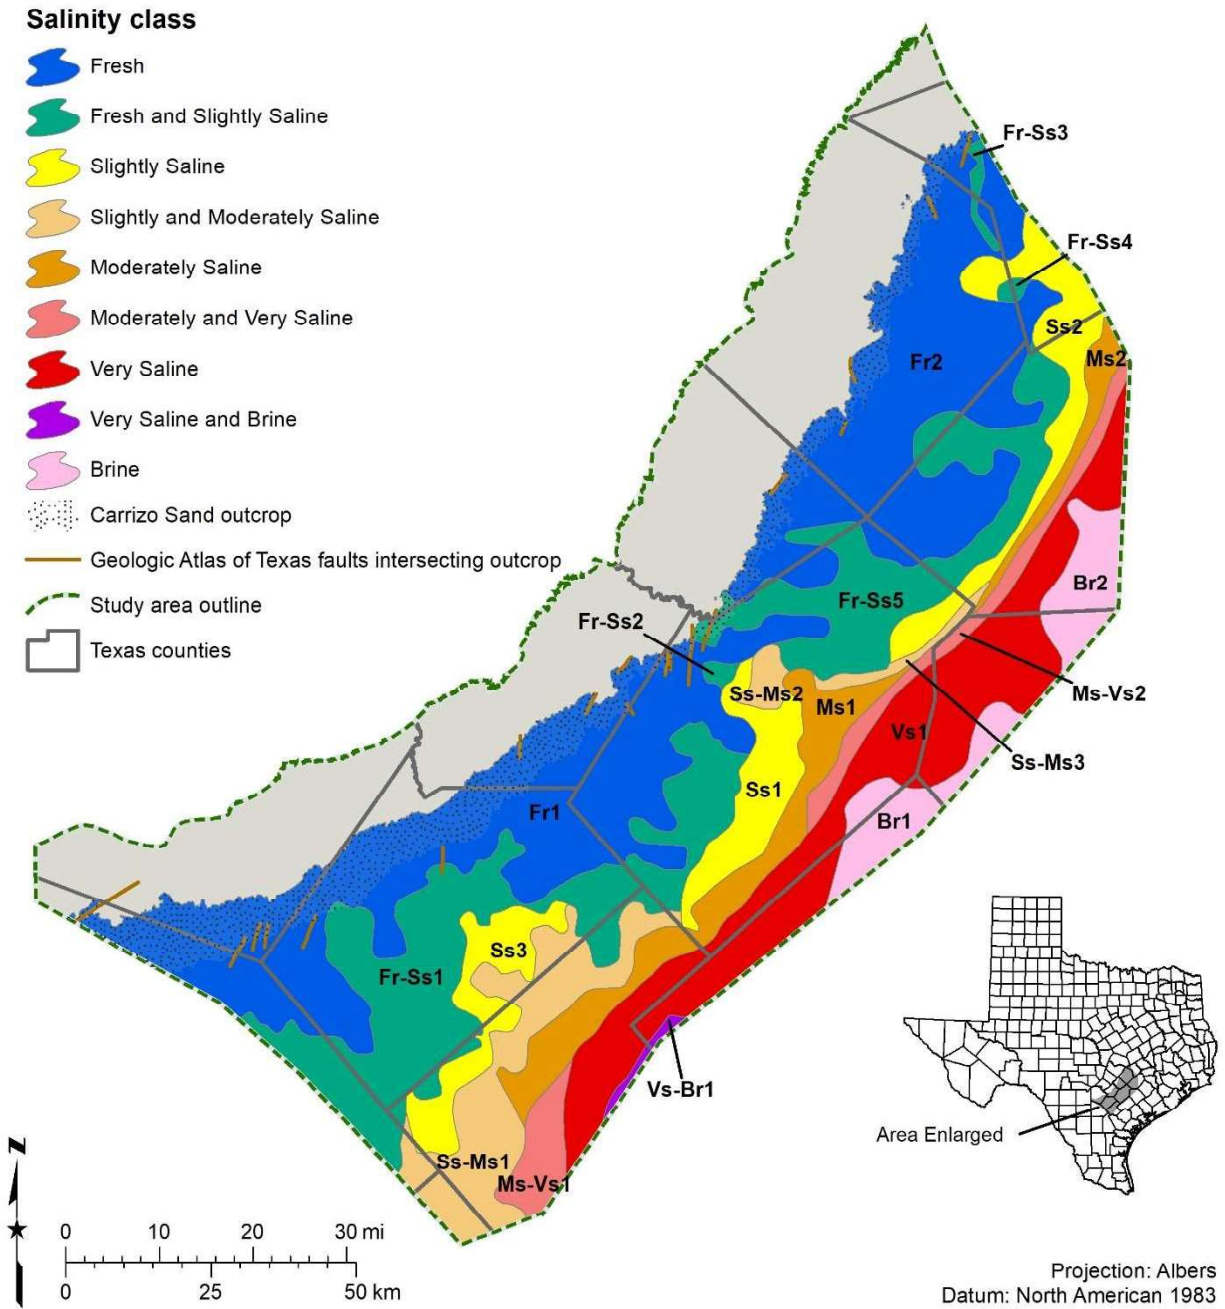 Salinity class
Fresh
Fresh and Slightly Saline
Slightly Saline
Slightly and Moderately Saline
Moderately Saline
Moderately and Very Saline
Very Saline
Very Saline and Brine
Brine
Carrizo Sand outcrop
Geologic Atlas of Texas faults intersecting outcrop
Study area outline
Texas counties
Fr-Ss3
Fr-Ss4
Ss2
Ms2
Fr2
Br2
Fr-Ss5
Fr-Ss2
Ss-Ms2
Ms1
Ms-Vs2
Vs1
Ss-Ms3
Ss1
Fr1
Br1
Ss3
Fr-Ss1
Vs-Br1
Ss-Ms1
Ms-Vs1
Area Enlarged
N
0 10 20 30 mi
0 25 50 km
Projection: Albers
Datum: North American 1983